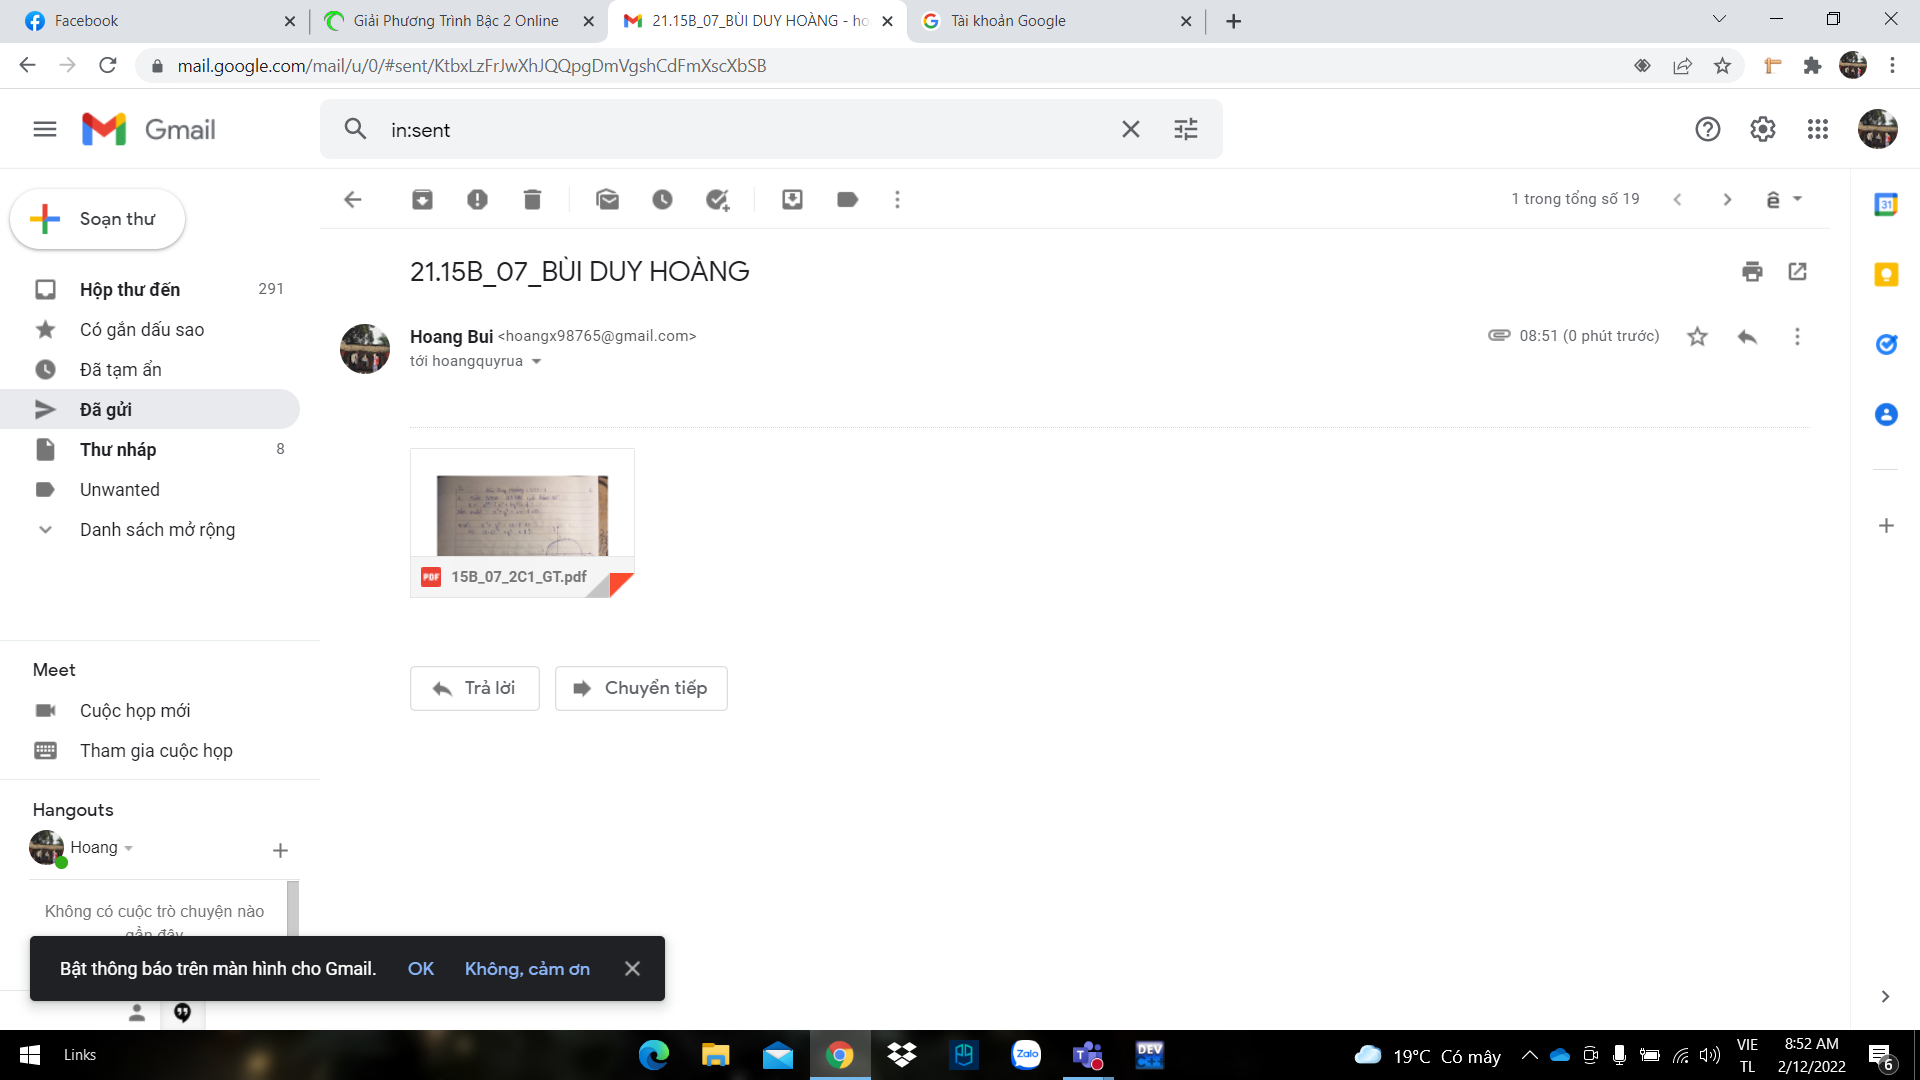 Facebook
Giải Phương Trình Bậc 2 Online
21.15B_07_BÙI DUY HOÀNG - ho
Tài khoản Google
mail.google.com/mail/u/0/#sent/KtbxLzFrJwXhJQQpgDmVgshCdFmXscXbSB
Gmail
in:sent
Soạn thư
1 trong tổng số 19
ê
21.15B_07_BÙI DUY HOÀNG
Hộp thư đến 291
Có gắn dấu sao
Đã tạm ẩn
Đã gửi
Thư nháp 8
Unwanted
Danh sách mở rộng
Hoang Bui <hoangx98765@gmail.com>
08:51 (0 phút trước)
tới hoangquyrua
31
PDF 15B_07_2C1_GT.pdf
Trả lời
Chuyển tiếp
Meet
Cuộc họp mới
Tham gia cuộc họp
Hangouts
Hoang
Không có cuộc trò chuyện nào
gần đây
Bật thông báo trên màn hình cho Gmail. OK Không, cảm ơn
Links
Zalo
DEV
19°C Có mây
VIE
TL
8:52 AM
2/12/2022
6